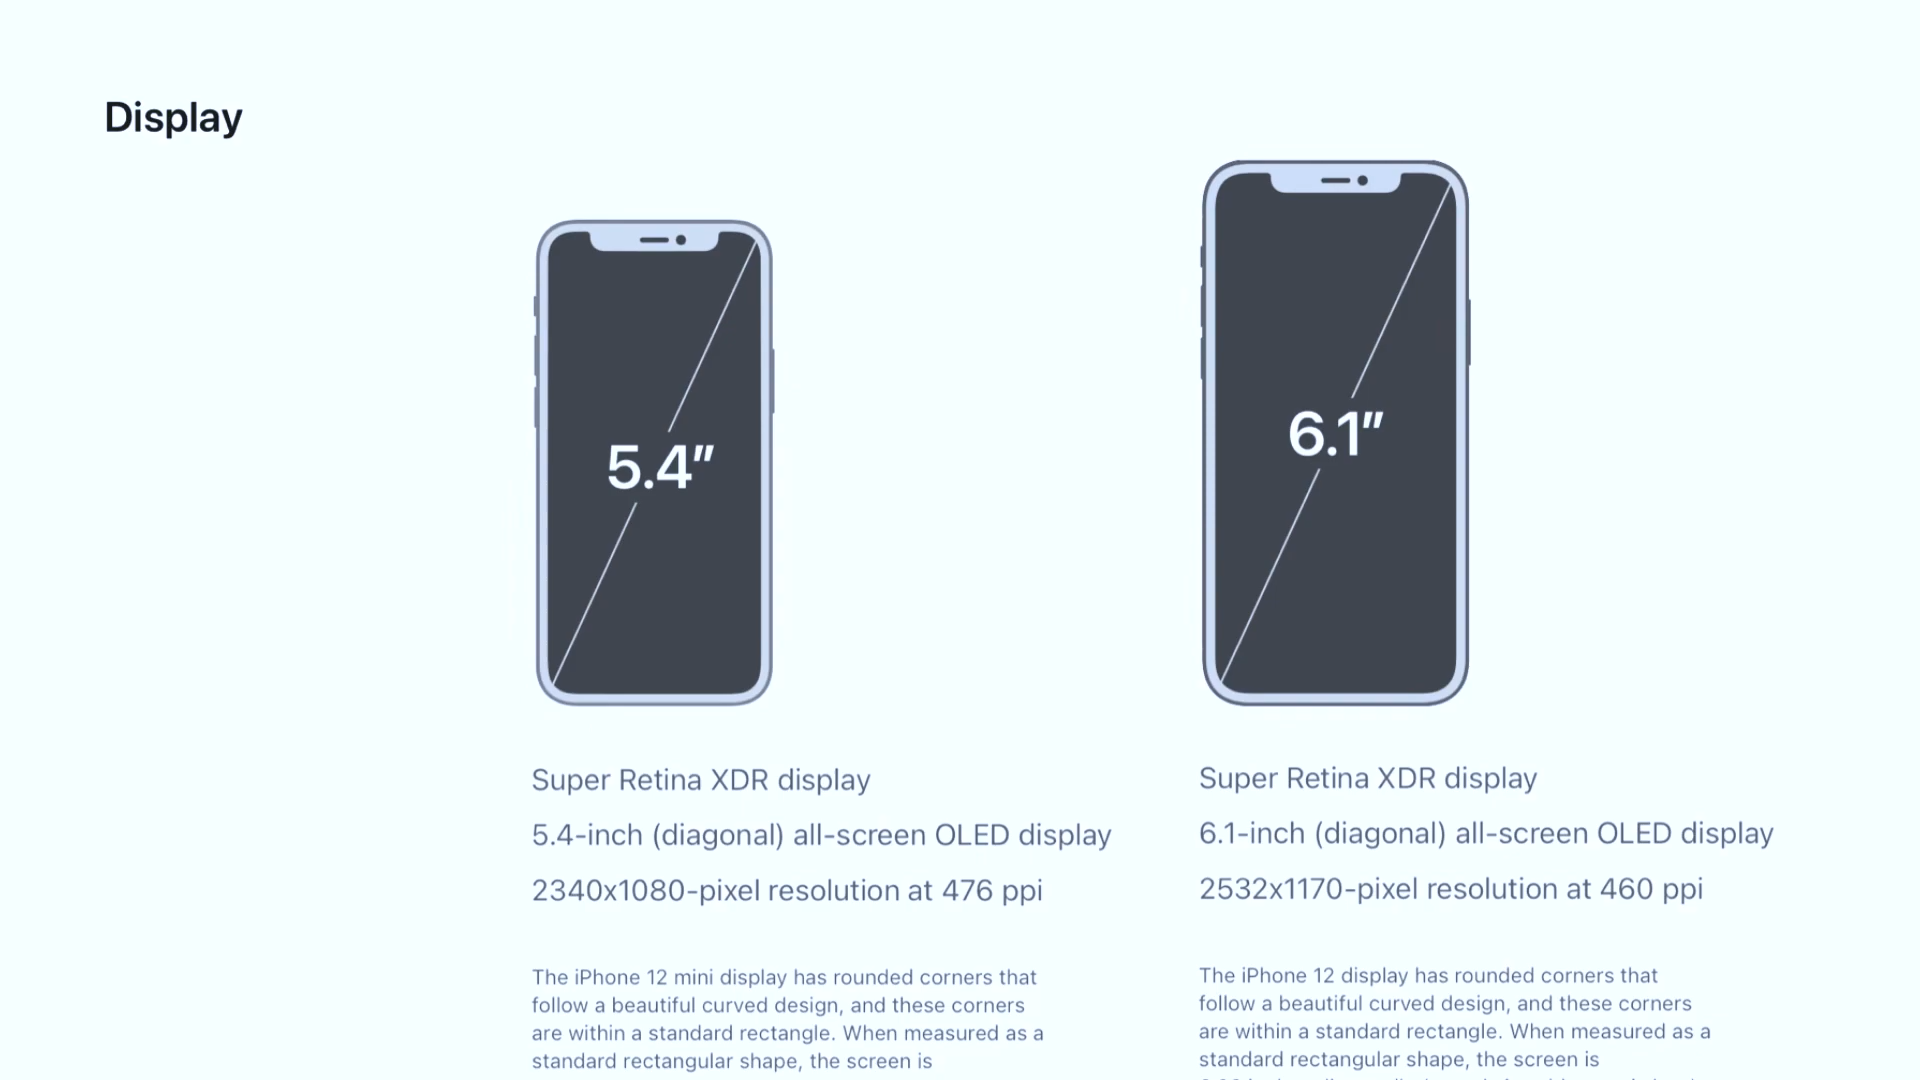 Display
5.4″
Super Retina XDR display
5.4-inch (diagonal) all-screen OLED display
2340x1080-pixel resolution at 476 ppi
The iPhone 12 mini display has rounded corners that
follow a beautiful curved design, and these corners
are within a standard rectangle. When measured as a
standard rectangular shape, the screen is
6.1″
Super Retina XDR display
6.1-inch (diagonal) all-screen OLED display
2532x1170-pixel resolution at 460 ppi
The iPhone 12 display has rounded corners that
follow a beautiful curved design, and these corners
are within a standard rectangle. When measured as a
standard rectangular shape, the screen is